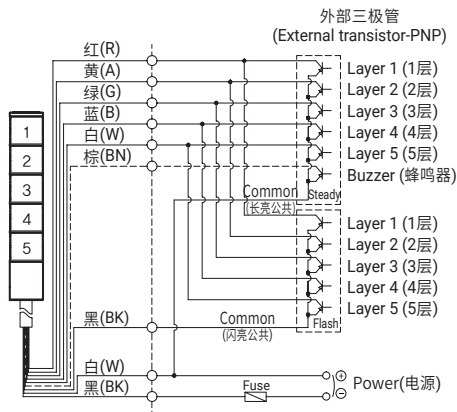 外部三极管
(External transistor-PNP)
红(R)
黄(A)
绿(G)
蓝(B)
白(W)
棕(BN)
Layer 1 (1层)
Layer 2 (2层)
Layer 3 (3层)
Layer 4 (4层)
Layer 5 (5层)
Buzzer (蜂鸣器)
Common
(长亮公共)
Steady
1
2
3
4
5
Layer 1 (1层)
Layer 2 (2层)
Layer 3 (3层)
Layer 4 (4层)
Layer 5 (5层)
黑(BK)
Common
(闪亮公共)
Flash
白(W)
黑(BK)
Fuse
+
−
Power(电源)